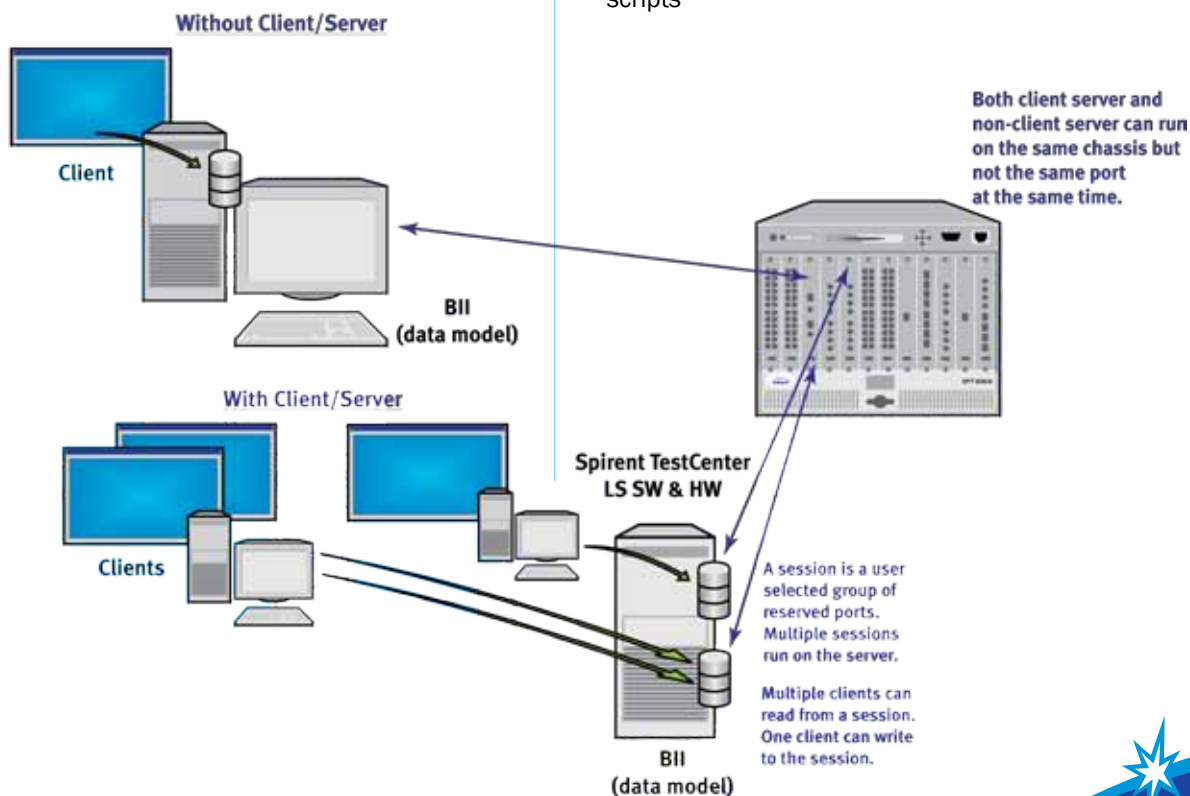 scripts
Without Client/Server
Client
BII
(data model)
Both client server and
non-client server can run
on the same chassis but
not the same port
at the same time.
With Client/Server
Clients
Spirent TestCenter
LS SW & HW
A session is a user
selected group of
reserved ports.
Multiple sessions
run on the server.
Multiple clients can
read from a session.
One client can write
to the session.
BII
(data model)